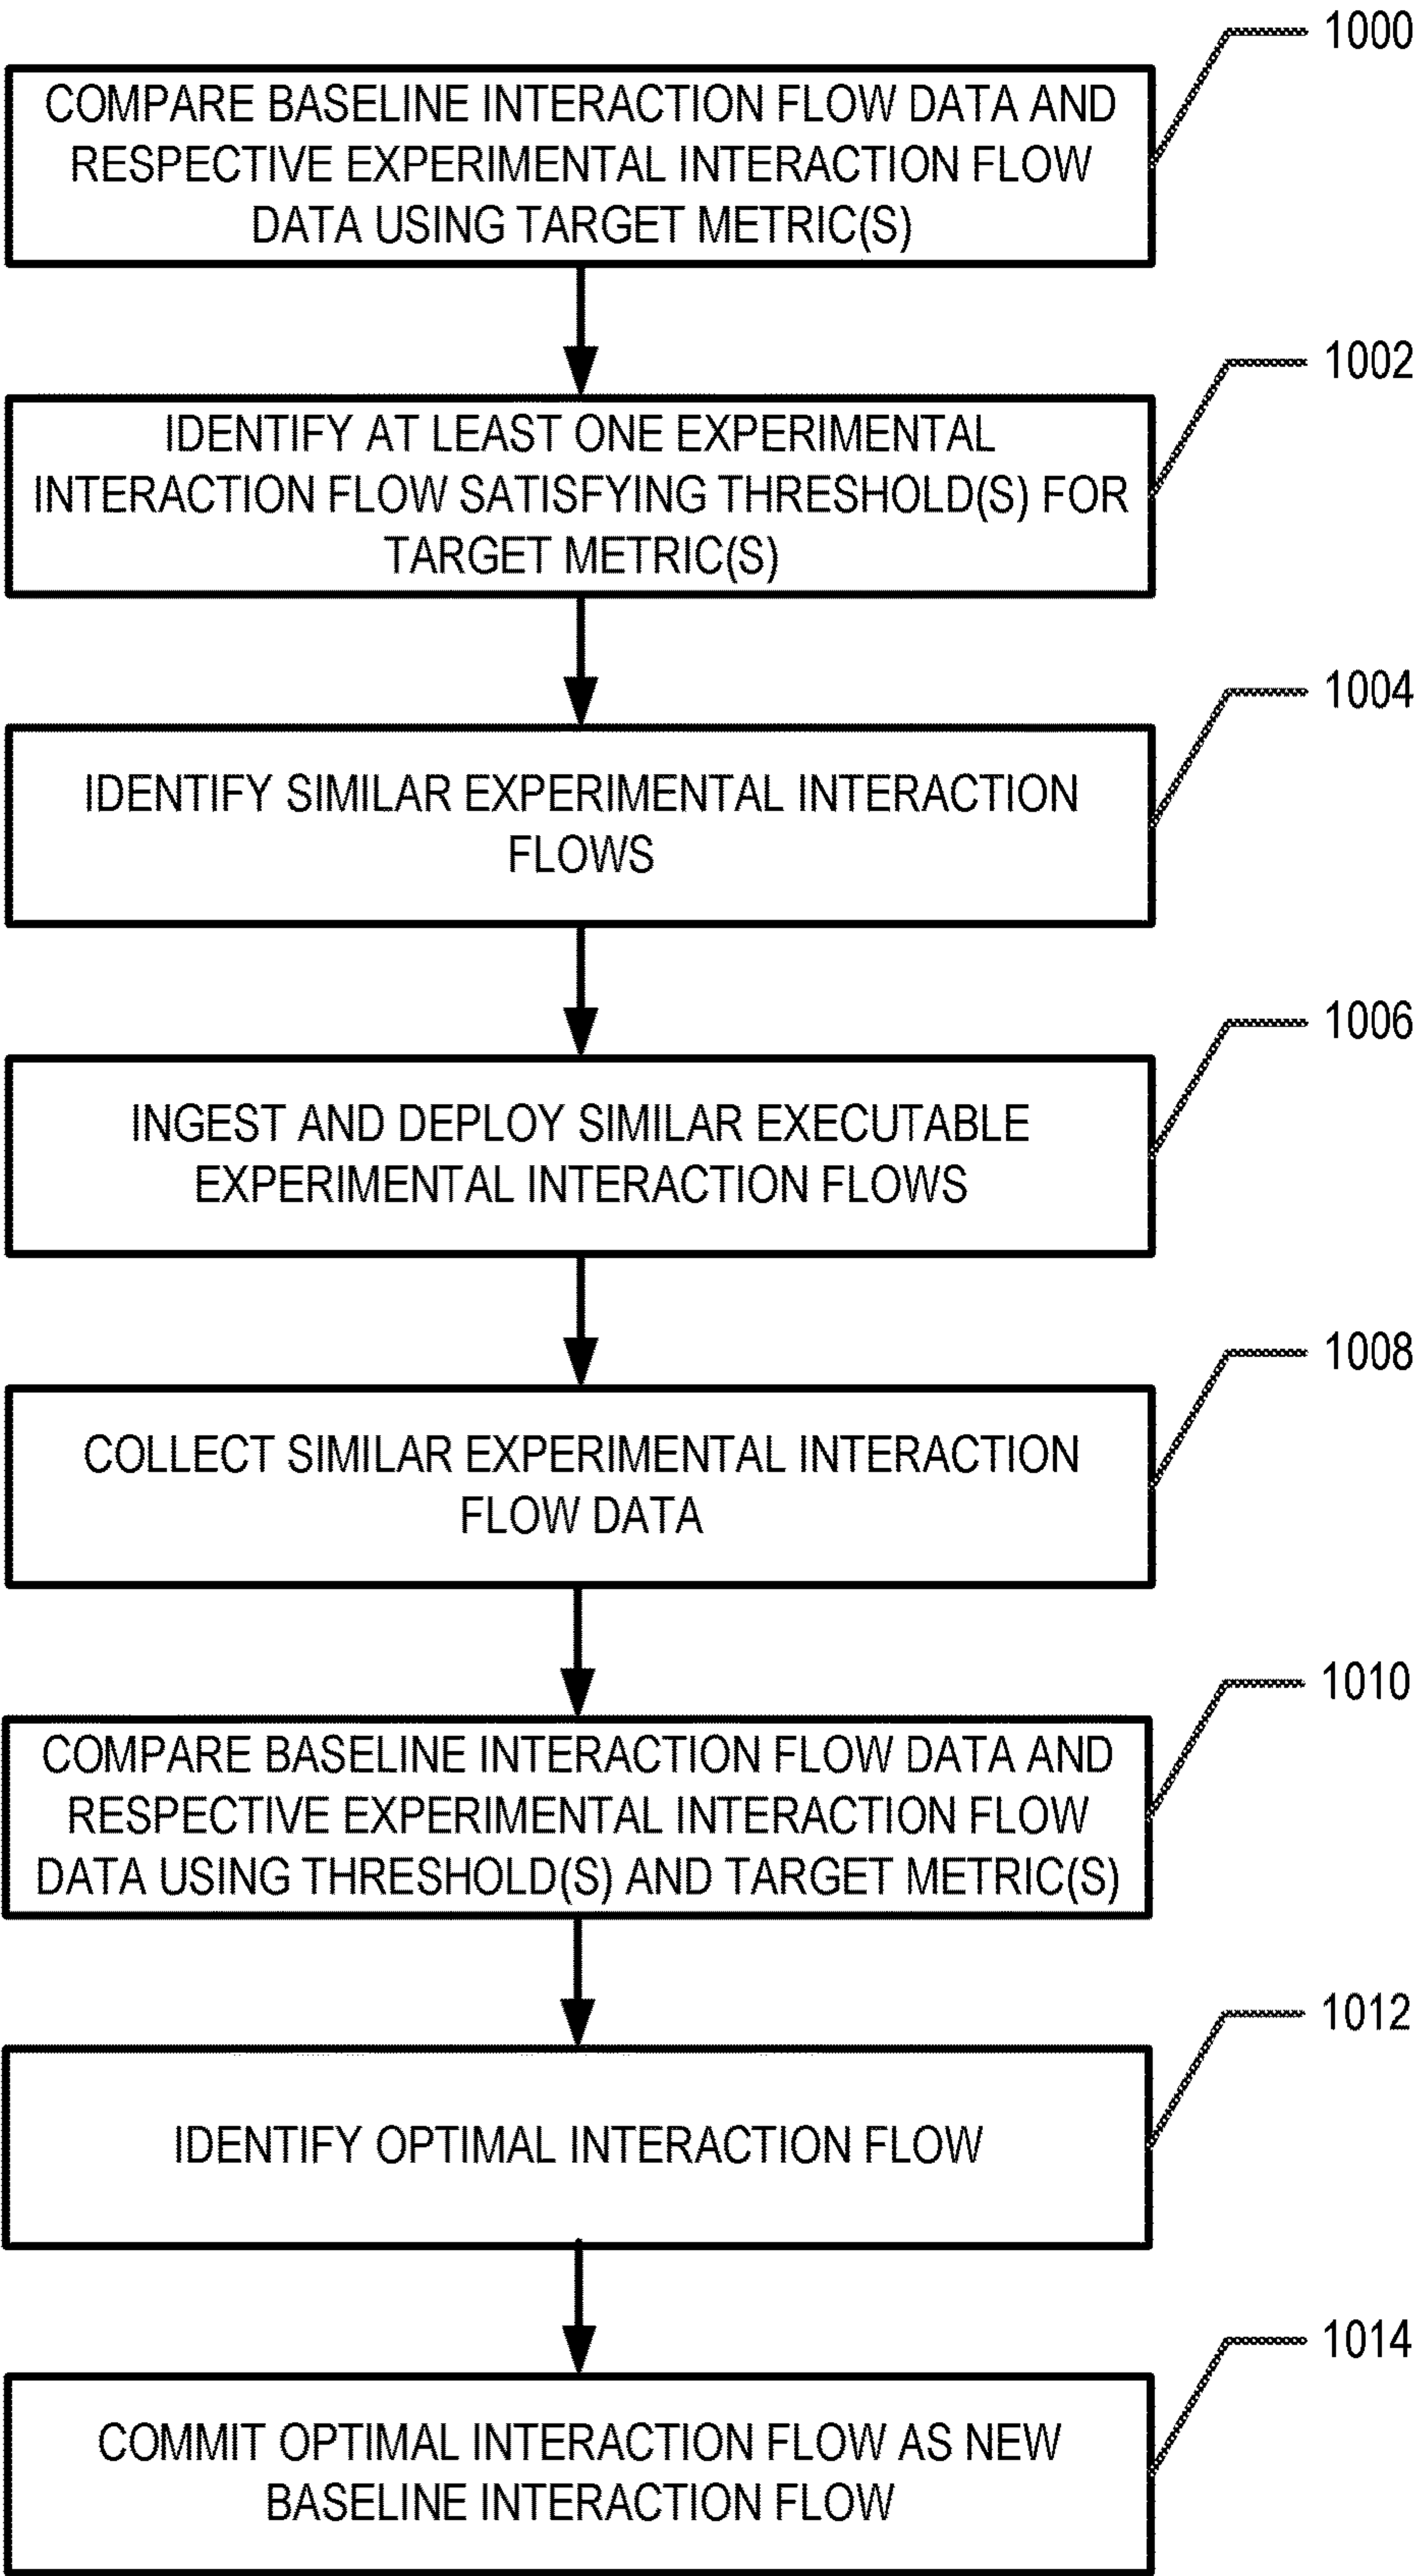 1000
COMPARE BASELINE INTERACTION FLOW DATA AND
RESPECTIVE EXPERIMENTAL INTERACTION FLOW
DATA USING TARGET METRIC(S)
1002
IDENTIFY AT LEAST ONE EXPERIMENTAL
INTERACTION FLOW SATISFYING THRESHOLD(S) FOR
TARGET METRIC(S)
1004
IDENTIFY SIMILAR EXPERIMENTAL INTERACTION
FLOWS
1006
INGEST AND DEPLOY SIMILAR EXECUTABLE
EXPERIMENTAL INTERACTION FLOWS
1008
COLLECT SIMILAR EXPERIMENTAL INTERACTION
FLOW DATA
1010
COMPARE BASELINE INTERACTION FLOW DATA AND
RESPECTIVE EXPERIMENTAL INTERACTION FLOW
DATA USING THRESHOLD(S) AND TARGET METRIC(S)
1012
IDENTIFY OPTIMAL INTERACTION FLOW
1014
COMMIT OPTIMAL INTERACTION FLOW AS NEW
BASELINE INTERACTION FLOW